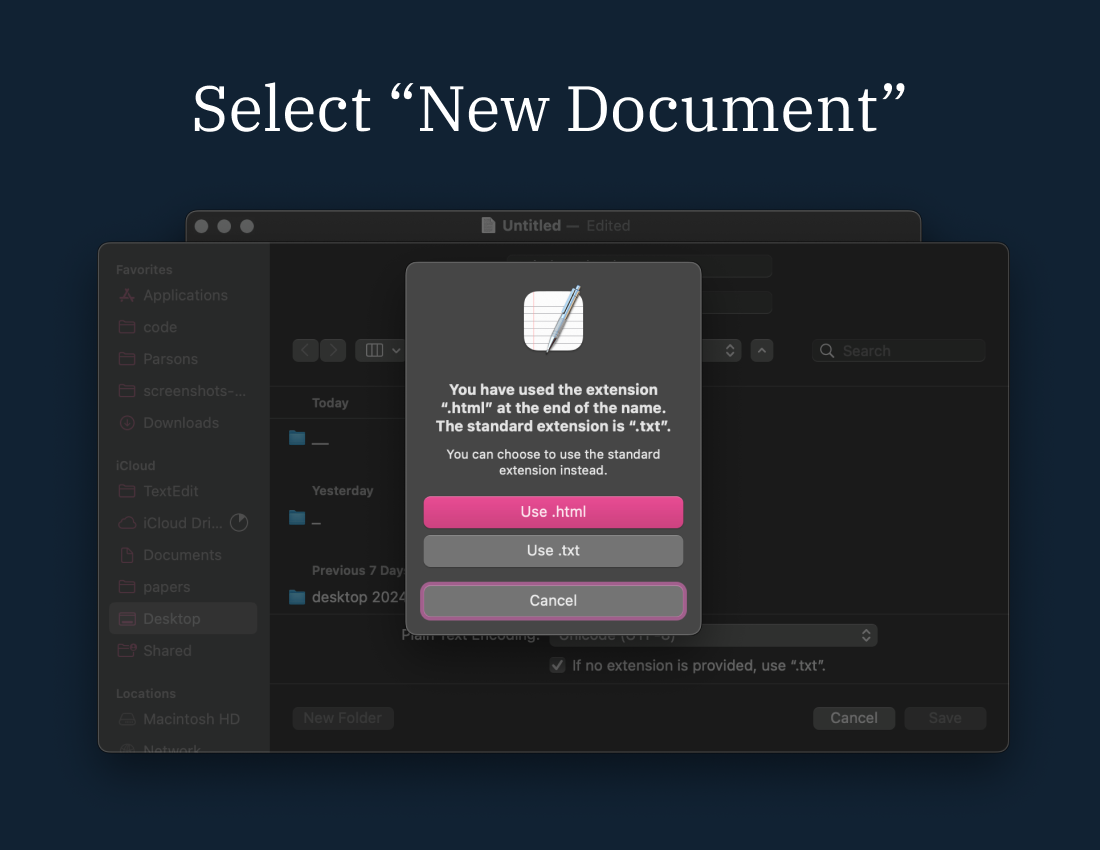 Select “New Document”
Untitled — Edited
Favorites
Applications
code
Parsons
screenshots-...
Downloads
iCloud
TextEdit
iCloud Dri...
Documents
papers
Desktop
Shared
Locations
Macintosh HD
Network
Search
Today
__
Yesterday
_
Previous 7 Day
desktop 2024
You have used the extension
“.html” at the end of the name.
The standard extension is “.txt”.
You can choose to use the standard
extension instead.
Use .html
Use .txt
Cancel
Plain Text Encoding: Unicode (UTF-8)
If no extension is provided, use “.txt”.
New Folder
Cancel
Save